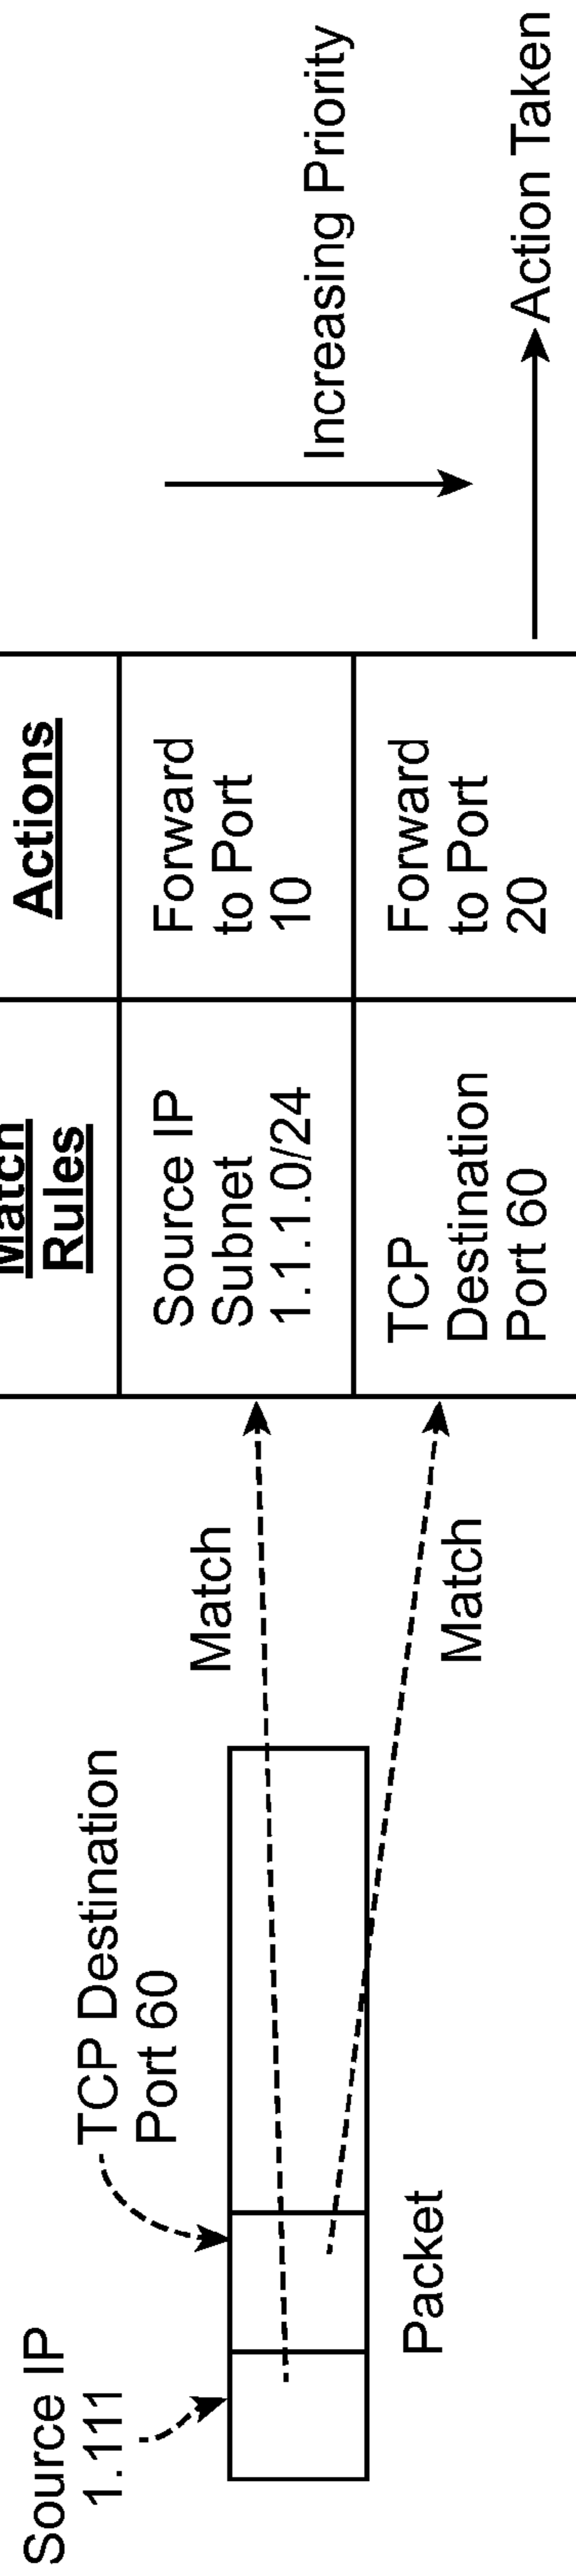 Source IP
1.111
TCP Destination
Port 60
Packet
Match
Match
Match
Rules
Actions
Source IP
Subnet
1.1.1.0/24
Forward
to Port
10
TCP
Destination
Port 60
Forward
to Port
20
Increasing Priority
Action Taken